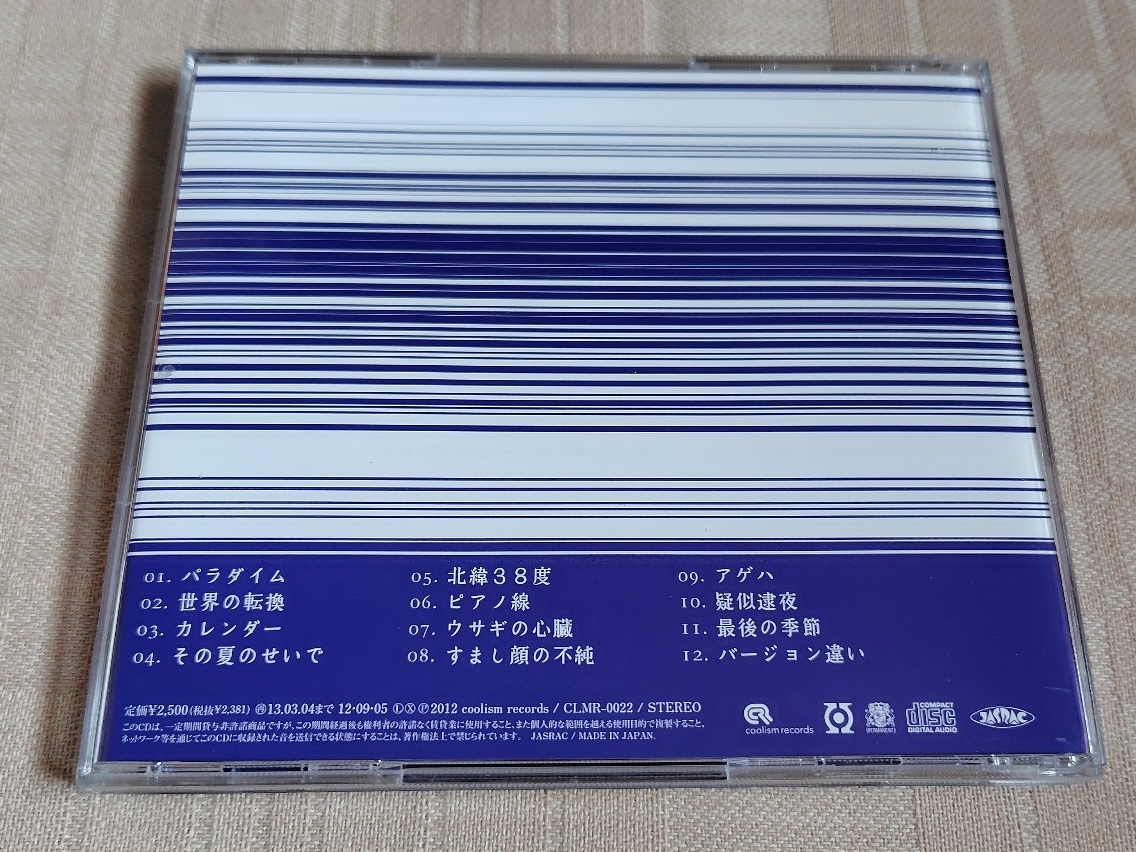 01. パラダイム
02. 世界の転換
03. カレンダー
04. その夏のせいで
05. 北緯３８度
06. ピアノ線
07. ウサギの心臓
08. すまし顔の不純
09. アゲハ
10. 疑似逮夜
11. 最後の季節
12. バージョン違い
定価¥2,500(税抜¥2,381) ㋫13.03.04まで 12・09・05 ⓁⓍⓅ2012 coolism records / CLMR-0022 / STEREO
このCDは、一定期間貸与非許諾商品ですが、この期間経過後も権利者の許諾なく賃貸業に使用すること、また個人的な範囲を越える使用目的で複製すること、
ネットワーク等を通じてこのCDに収録された音を送信できる状態にすることは、著作権法上で禁じられています。 JASRAC / MADE IN JAPAN.
coolism records
COMPACT
disc
DIGITAL AUDIO
JASRAC